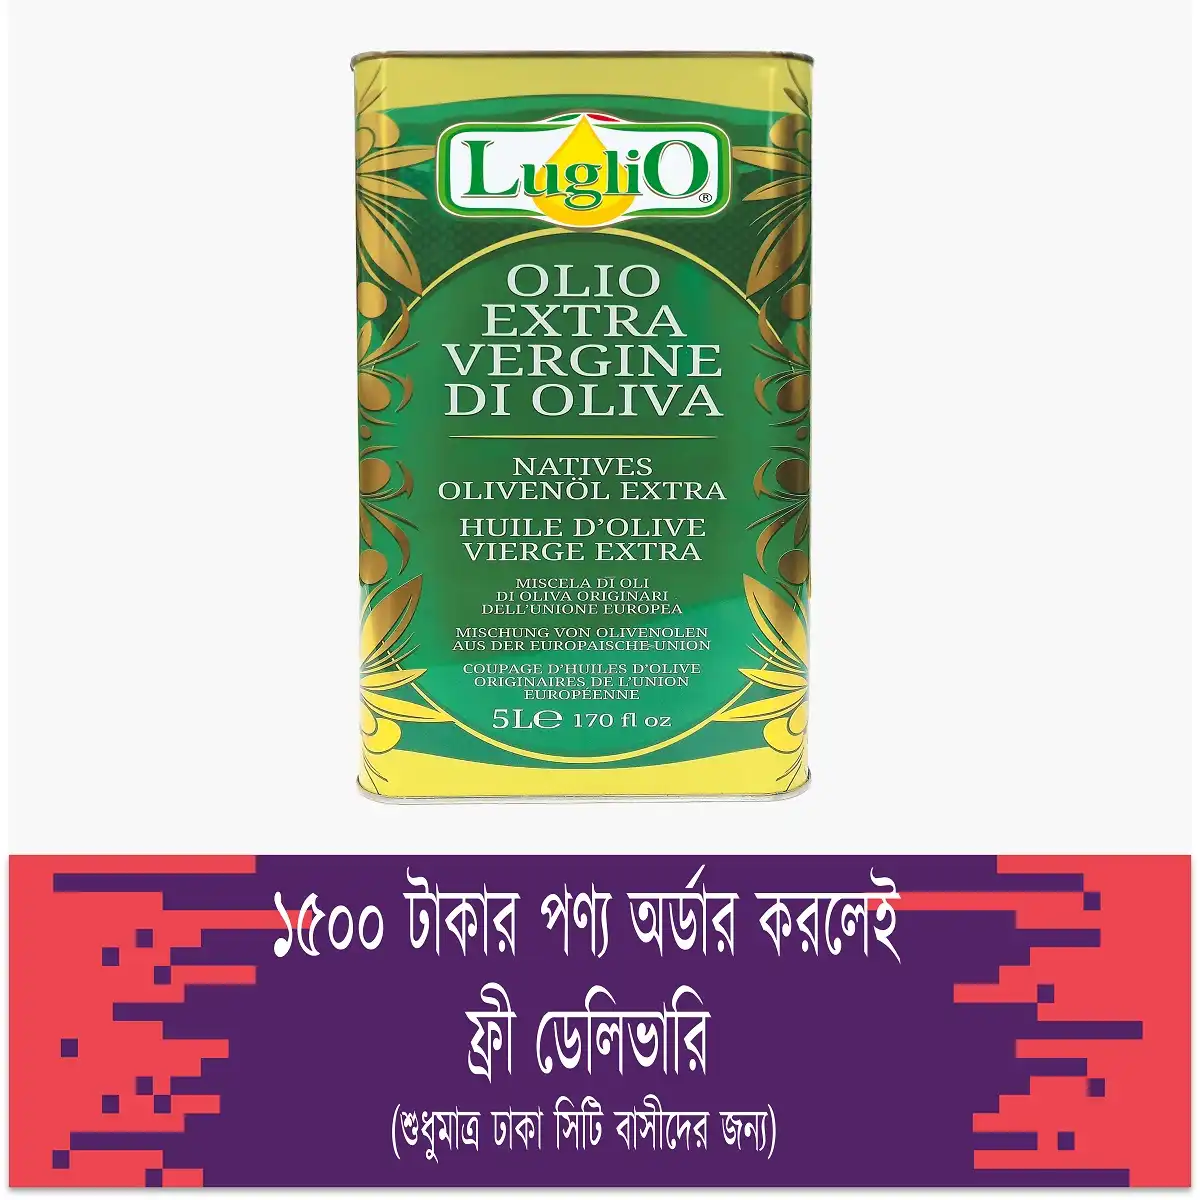 LugliO®
OLIO
EXTRA
VERGINE
DI OLIVA
NATIVES
OLIVENÖL EXTRA
HUILE D'OLIVE
VIERGE EXTRA
MISCELA DI OLI
DI OLIVA ORIGINARI
DELL'UNIONE EUROPEA
MISCHUNG VON OLIVENOLEN
AUS DER EUROPAISCHE-UNION
COUPAGE D'HUILES D'OLIVE
ORIGINAIRES DE L'UNION
EUROPÉENNE
5L℮ 170 fl oz
১৫০০ টাকার পণ্য অর্ডার করলেই
ফ্রী ডেলিভারি
(শুধুমাত্র ঢাকা সিটি বাসীদের জন্য)